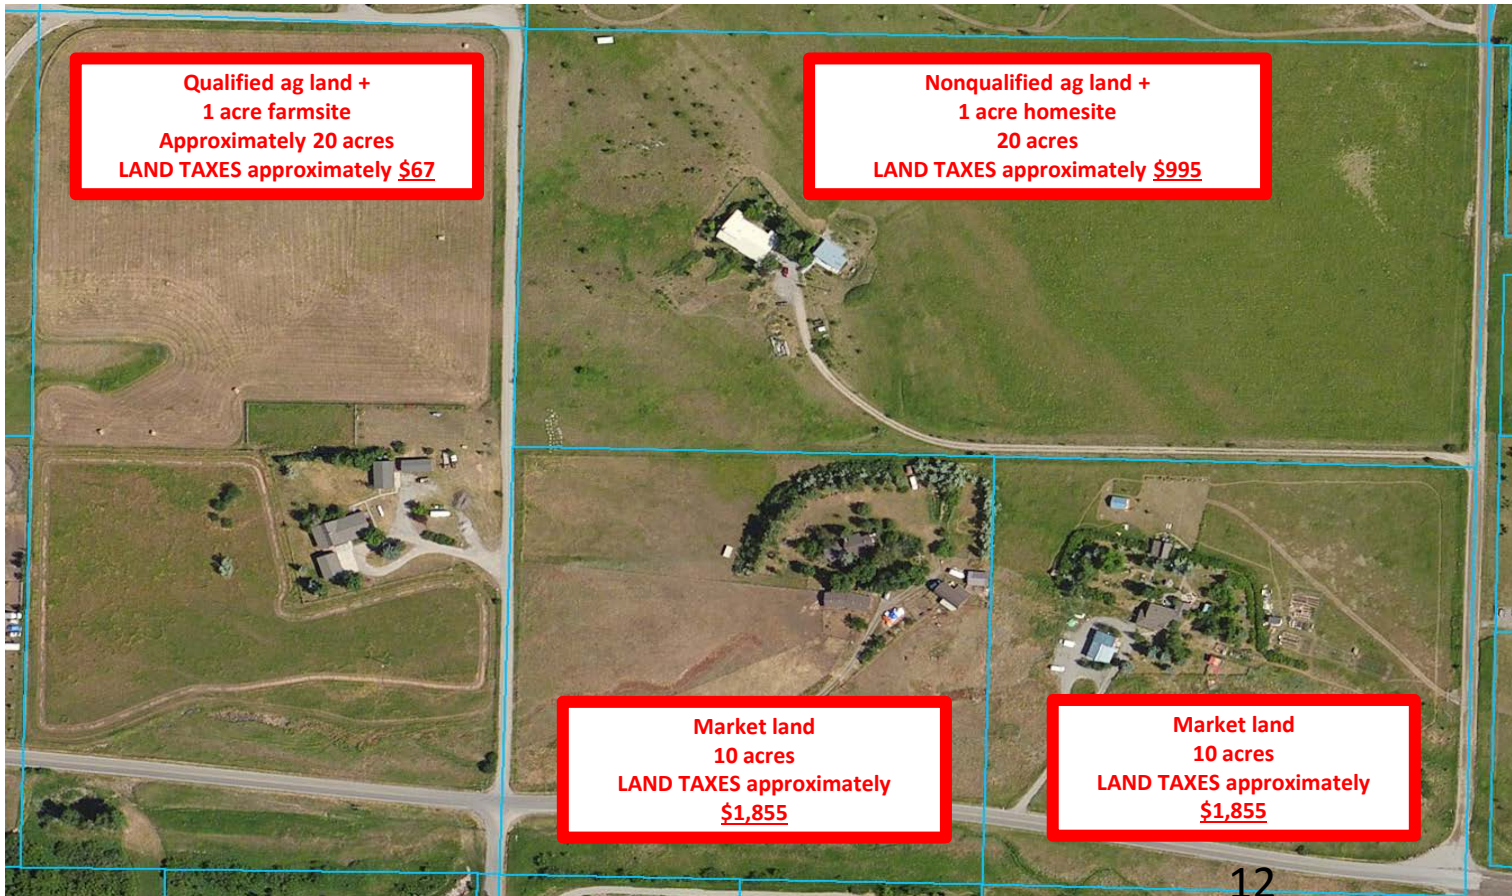 Qualified ag land +
1 acre farmsite
Approximately 20 acres
LAND TAXES approximately $67
Nonqualified ag land +
1 acre homesite
20 acres
LAND TAXES approximately $995
Market land
10 acres
LAND TAXES approximately
$1,855
Market land
10 acres
LAND TAXES approximately
$1,855
12